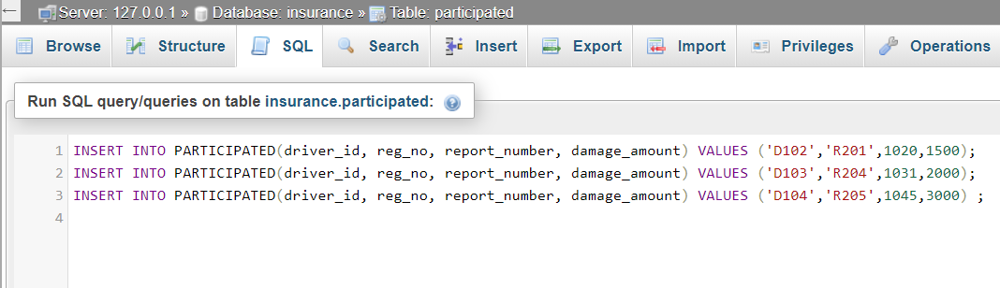 ← Server: 127.0.0.1 » Database: insurance » Table: participated
Browse Structure SQL Search Insert Export Import Privileges Operations
Run SQL query/queries on table insurance.participated:
1 INSERT INTO PARTICIPATED(driver_id, reg_no, report_number, damage_amount) VALUES ('D102','R201',1020,1500);
2 INSERT INTO PARTICIPATED(driver_id, reg_no, report_number, damage_amount) VALUES ('D103','R204',1031,2000);
3 INSERT INTO PARTICIPATED(driver_id, reg_no, report_number, damage_amount) VALUES ('D104','R205',1045,3000) ;
4